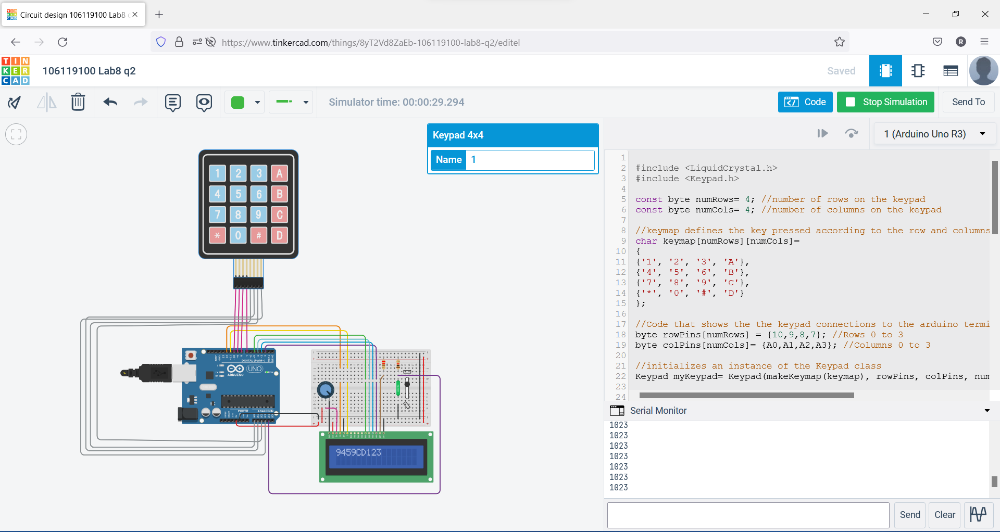 Circuit design 106119100 Lab8
https://www.tinkercad.com/things/8yT2Vd8ZaEb-106119100-lab8-q2/editel
R
TIN
KER
CAD
106119100 Lab8 q2
Saved
Simulator time: 00:00:29.294
Code
Stop Simulation
Send To
Keypad 4x4
Name 1
1 2 3 A
4 5 6 B
7 8 9 C
* 0 # D
DIGITAL (PWM~)
UNO
ARDUINO
POWER ANALOG IN
9459CD123
1 (Arduino Uno R3)
1
2 #include <LiquidCrystal.h>
3 #include <Keypad.h>
4
5 const byte numRows= 4; //number of rows on the keypad
6 const byte numCols= 4; //number of columns on the keypad
7
8 //keymap defines the key pressed according to the row and columns
9 char keymap[numRows][numCols]=
10 {
11 {'1', '2', '3', 'A'},
12 {'4', '5', '6', 'B'},
13 {'7', '8', '9', 'C'},
14 {'*', '0', '#', 'D'}
15 };
16
17 //Code that shows the the keypad connections to the arduino termi
18 byte rowPins[numRows] = {10,9,8,7}; //Rows 0 to 3
19 byte colPins[numCols]= {A0,A1,A2,A3}; //Columns 0 to 3
20
21 //initializes an instance of the Keypad class
22 Keypad myKeypad= Keypad(makeKeymap(keymap), rowPins, colPins, num
23
24
Serial Monitor
1023
1023
1023
1023
1023
1023
1023
Send
Clear